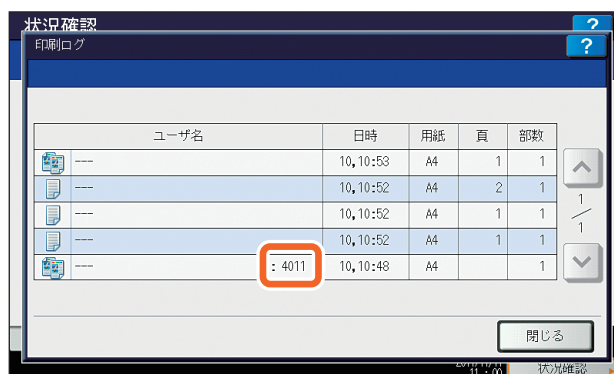 状況確認 ?
印刷ログ ?
ユーザ名 日時 用紙 頁 部数
--- 10,10:53 A4 1 1
--- 10,10:52 A4 2 1
--- 10,10:52 A4 1 1
--- 10,10:52 A4 1 1
--- : 4011 10,10:48 A4 1
1/1
閉じる
11 : 00 状況確認